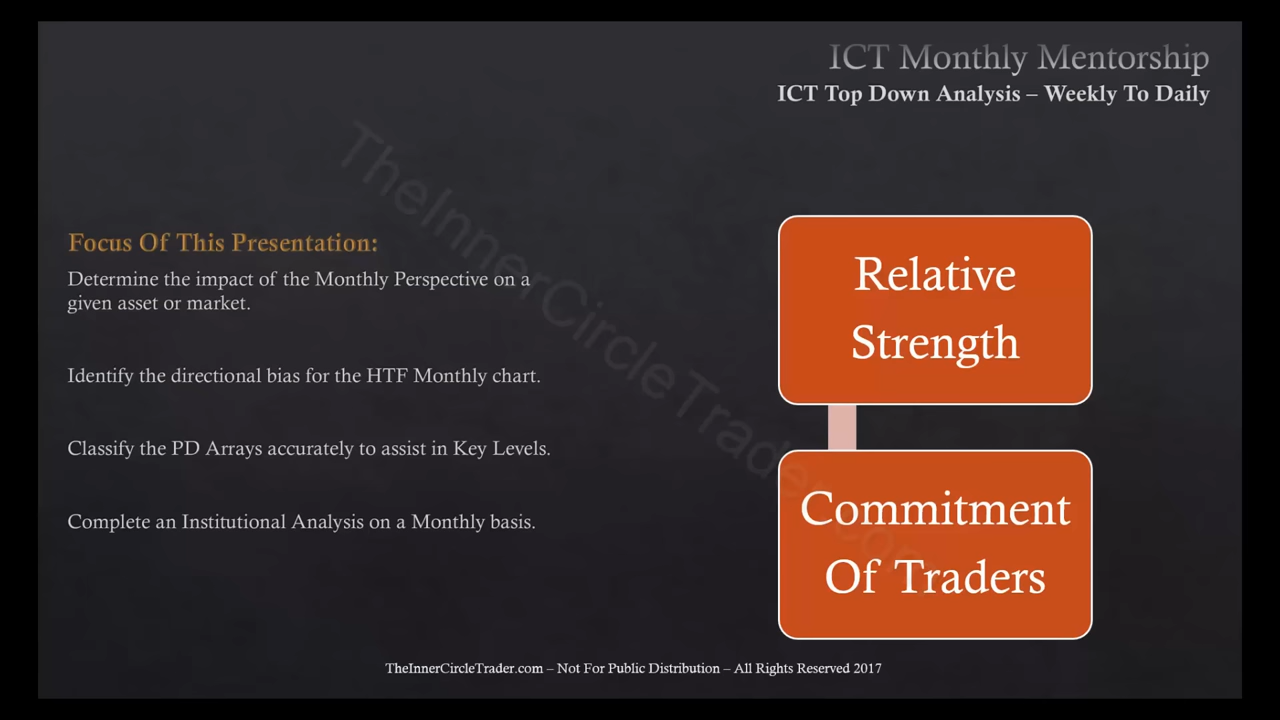 ICT Monthly Mentorship
ICT Top Down Analysis – Weekly To Daily
TheInnerCircleTrader.com
Focus Of This Presentation:
Determine the impact of the Monthly Perspective on a
given asset or market.
Identify the directional bias for the HTF Monthly chart.
Classify the PD Arrays accurately to assist in Key Levels.
Complete an Institutional Analysis on a Monthly basis.
Relative
Strength
Commitment
Of Traders
TheInnerCircleTrader.com – Not For Public Distribution – All Rights Reserved 2017